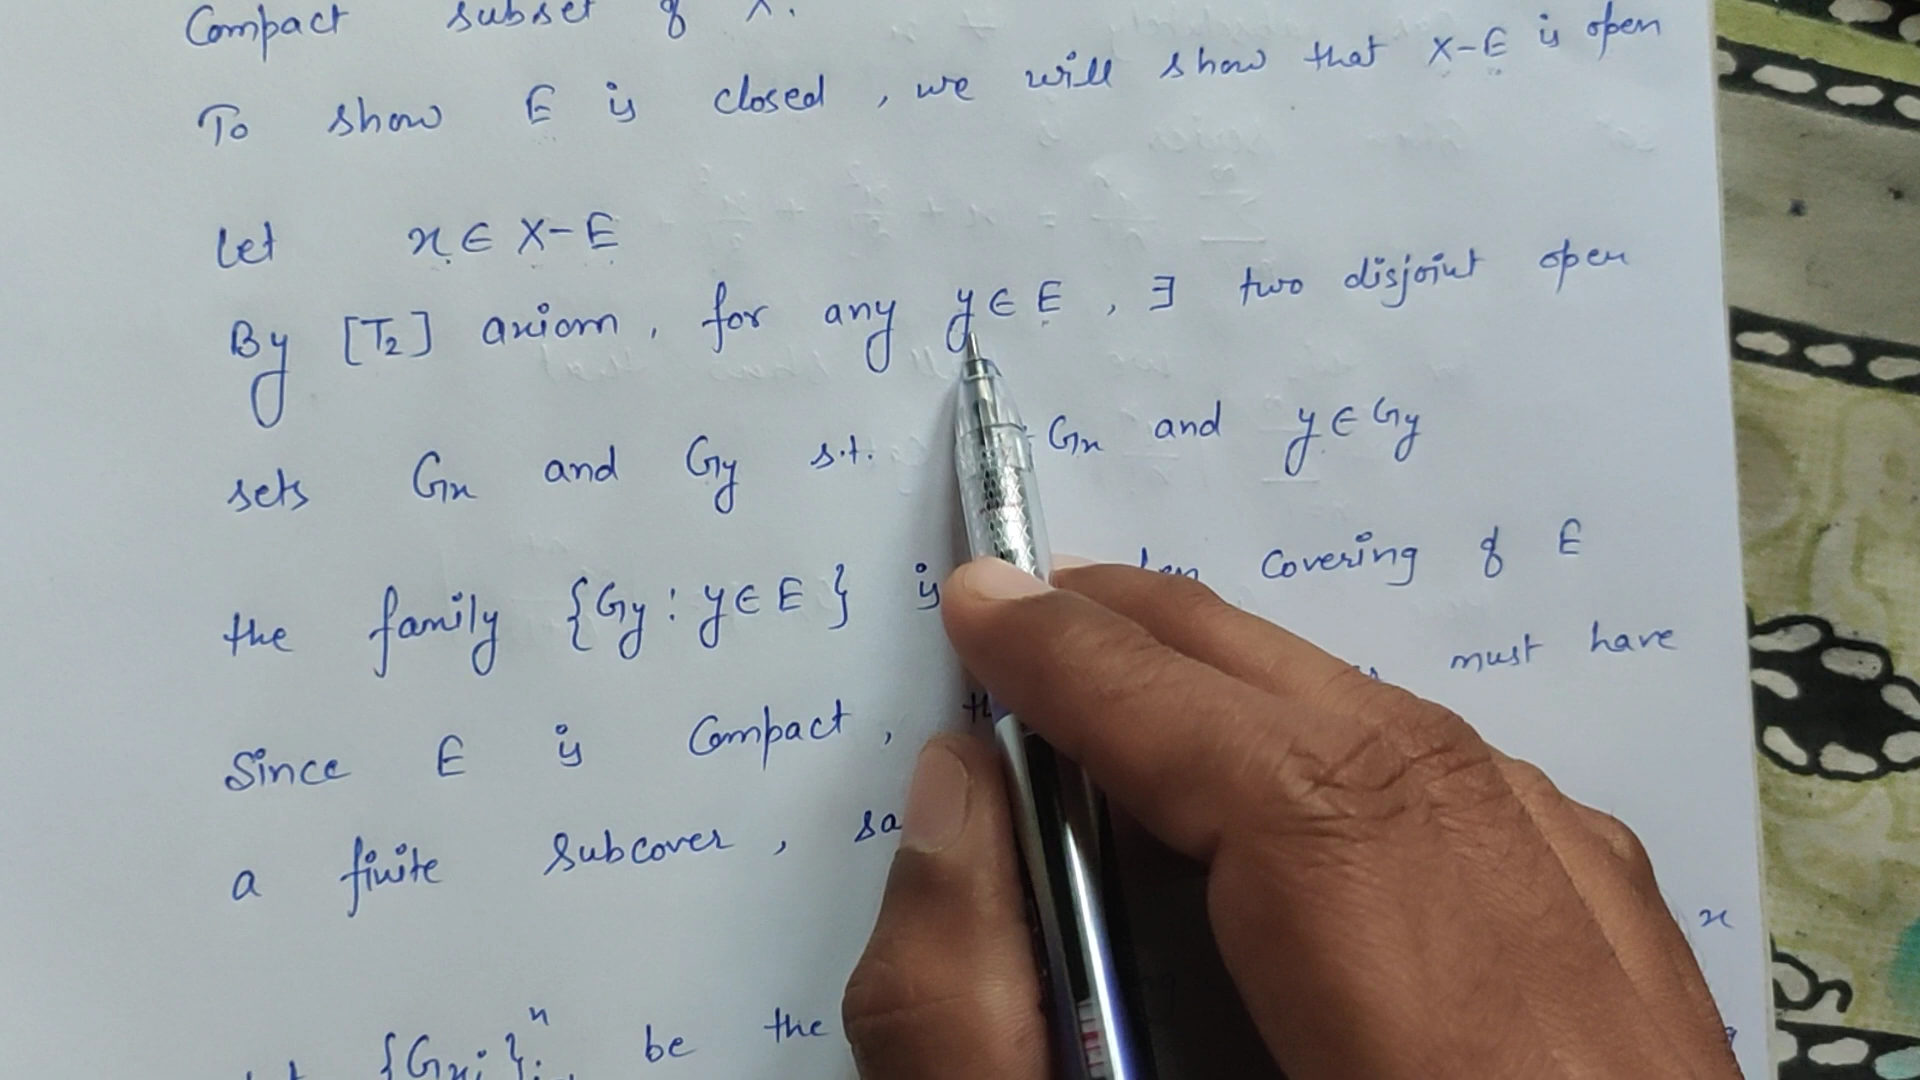 Compact subset of X.
To show E is closed, we will show that X-E is open
Let x ∈ X-E
By [T₂] axiom, for any y ∈ E, ∃ two disjoint open
sets Gx and Gy s.t. Gx and y ∈ Gy
the family {Gy : y ∈ E} is covering of E
Since E is Compact, must have
a finite subcover,
x
be the